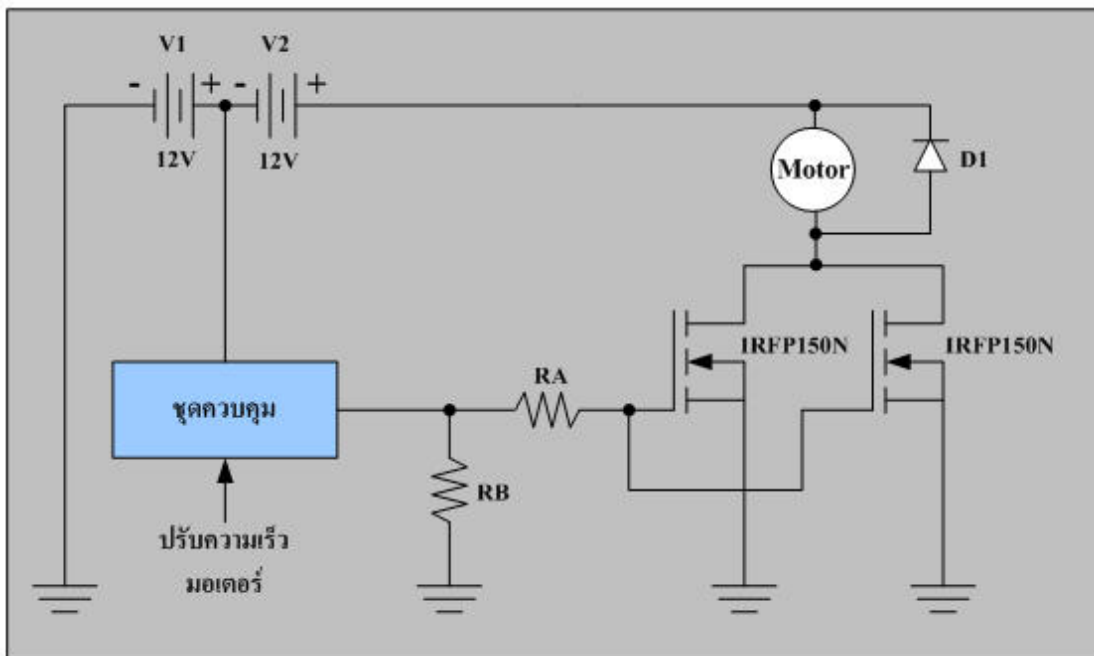 V1
V2
-
+
-
+
12V
12V
Motor
D1
IRFP150N
IRFP150N
RA
ชุดควบคุม
RB
ปรับความเร็ว
มอเตอร์